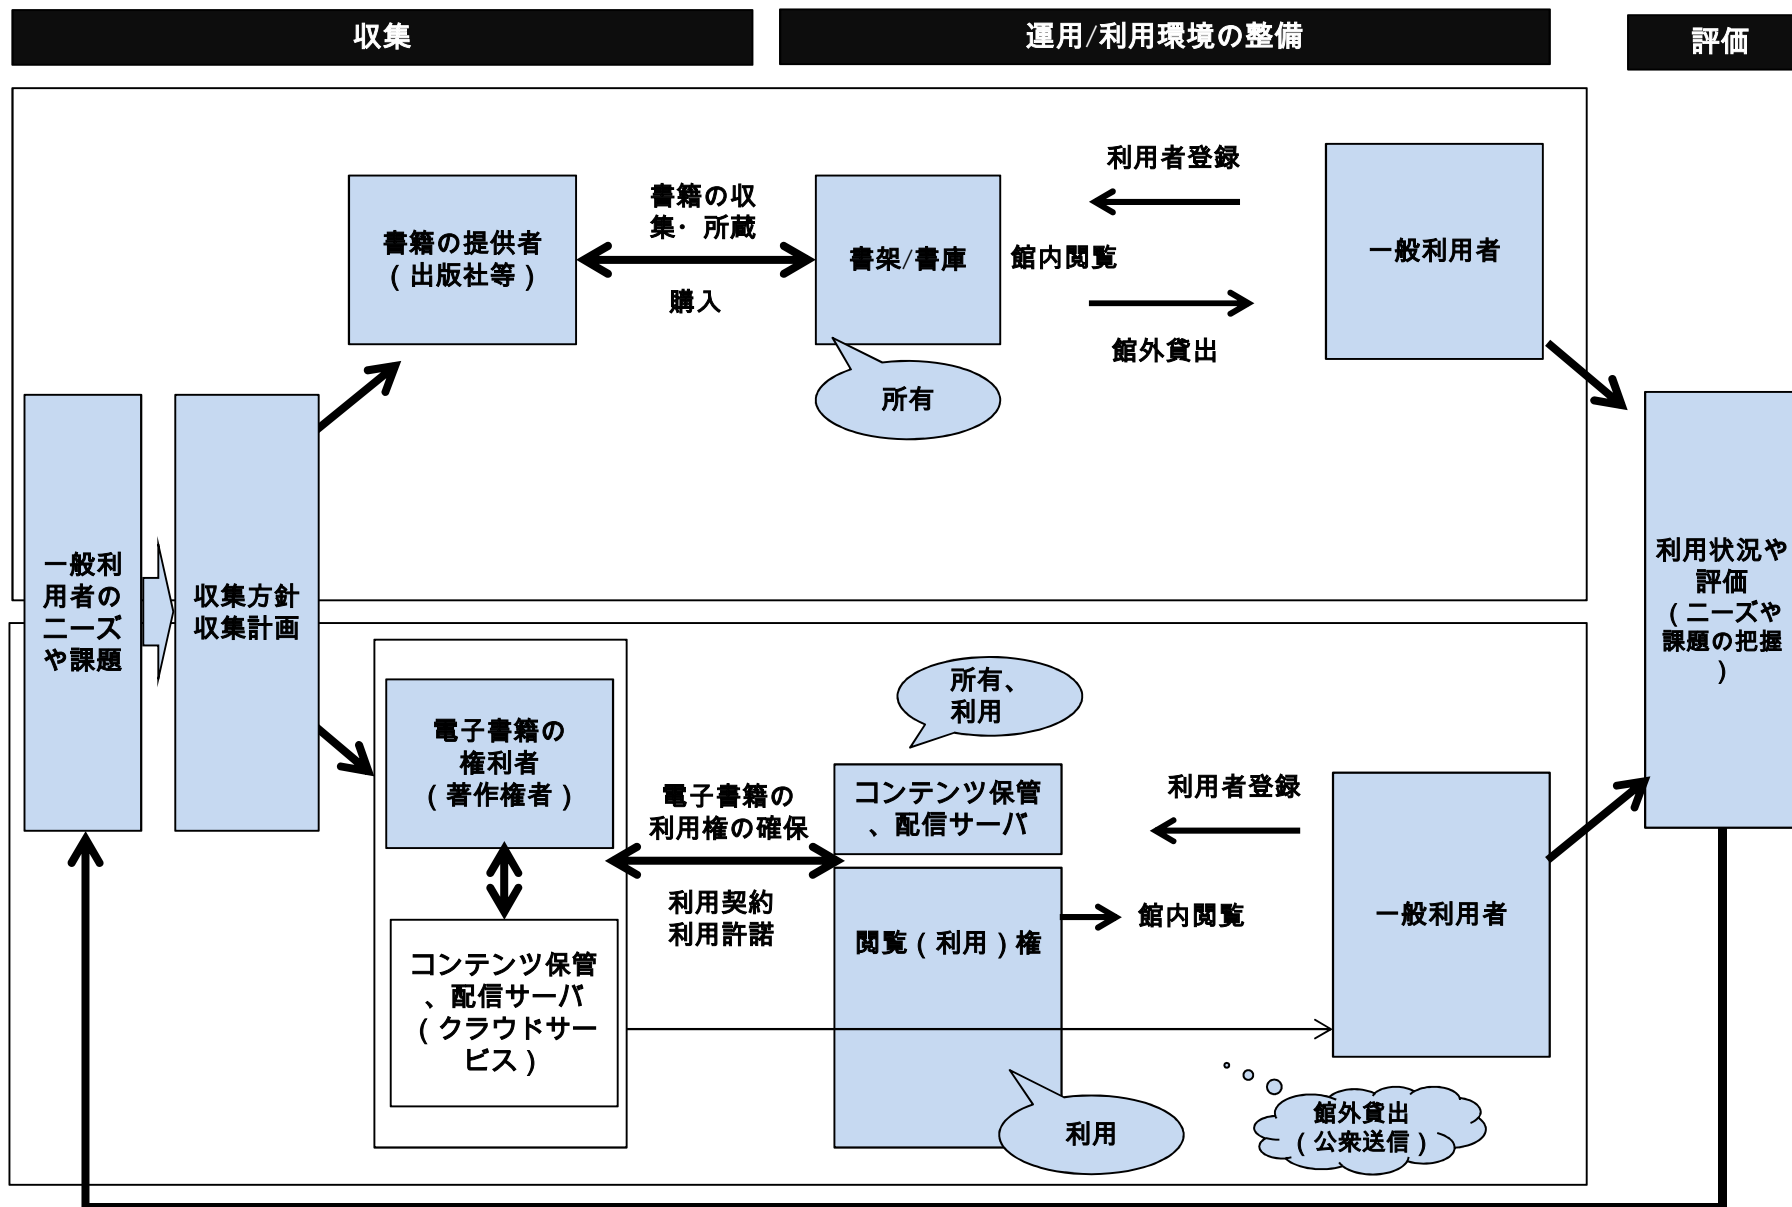 収集
運用/利用環境の整備
評価
書籍の提供者
(出版社等)
書籍の収
集・所蔵
購入
書架/書庫
所有
利用者登録
館内閲覧
館外貸出
一般利用者
一般利
用者の
ニーズ
や課題
収集方針
収集計画
利用状況や
評価
(ニーズや
課題の把握
)
電子書籍の
権利者
(著作権者)
コンテンツ保管
、配信サーバ
(クラウドサー
ビス)
電子書籍の
利用権の確保
利用契約
利用許諾
所有、
利用
コンテンツ保管
、配信サーバ
閲覧(利用)権
利用
利用者登録
館内閲覧
一般利用者
館外貸出
(公衆送信)